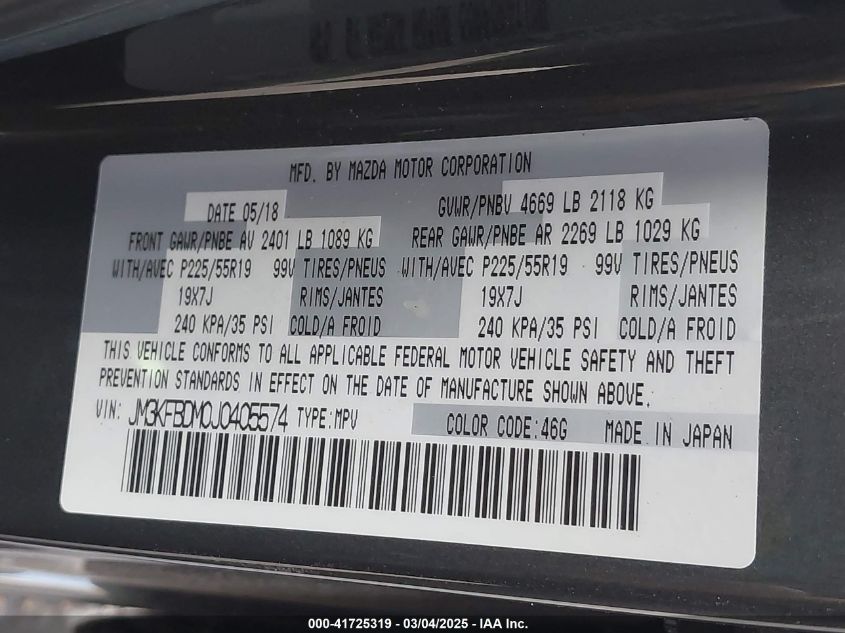 MFD. BY MAZDA MOTOR CORPORATION
DATE 05/18 GVWR/PNBV 4669 LB 2118 KG
FRONT GAWR/PNBE AV 2401 LB 1089 KG REAR GAWR/PNBE AR 2269 LB 1029 KG
WITH/AVEC P225/55R19 99V TIRES/PNEUS WITH/AVEC P225/55R19 99V TIRES/PNEUS
19X7J RIMS/JANTES 19X7J RIMS/JANTES
240 KPA/35 PSI COLD/A FROID 240 KPA/35 PSI COLD/A FROID
THIS VEHICLE CONFORMS TO ALL APPLICABLE FEDERAL MOTOR VEHICLE SAFETY AND THEFT
PREVENTION STANDARDS IN EFFECT ON THE DATE OF MANUFACTURE SHOWN ABOVE.
VIN: JM3KFBDM0J0405574 TYPE:MPV COLOR CODE:46G MADE IN JAPAN
000-41725319 — 03/04/2025 — IAA Inc.